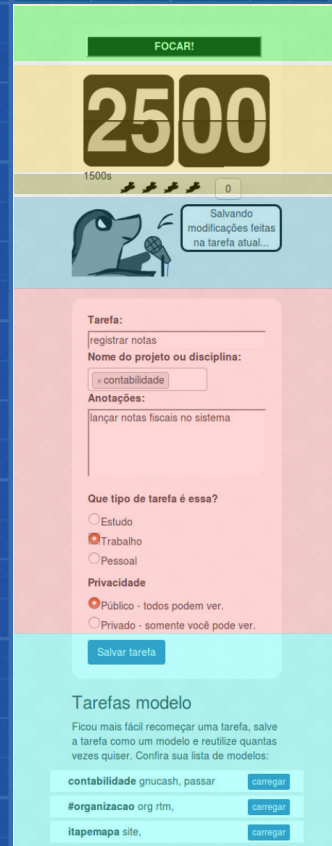 FOCAR!
25 00
1500s
0
Salvando
modificações feitas
na tarefa atual...
Tarefa:
registrar notas
Nome do projeto ou disciplina:
× contabilidade
Anotações:
lançar notas fiscais no sistema
Que tipo de tarefa é essa?
Estudo
Trabalho
Pessoal
Privacidade
Público - todos podem ver.
Privado - somente você pode ver.
Salvar tarefa
Tarefas modelo
Ficou mais fácil recomeçar uma tarefa, salve
a tarefa como um modelo e reutilize quantas
vezes quiser. Confira sua lista de modelos:
contabilidade gnucash, passar carregar
#organizacao org rtm, carregar
itapemapa site, carregar